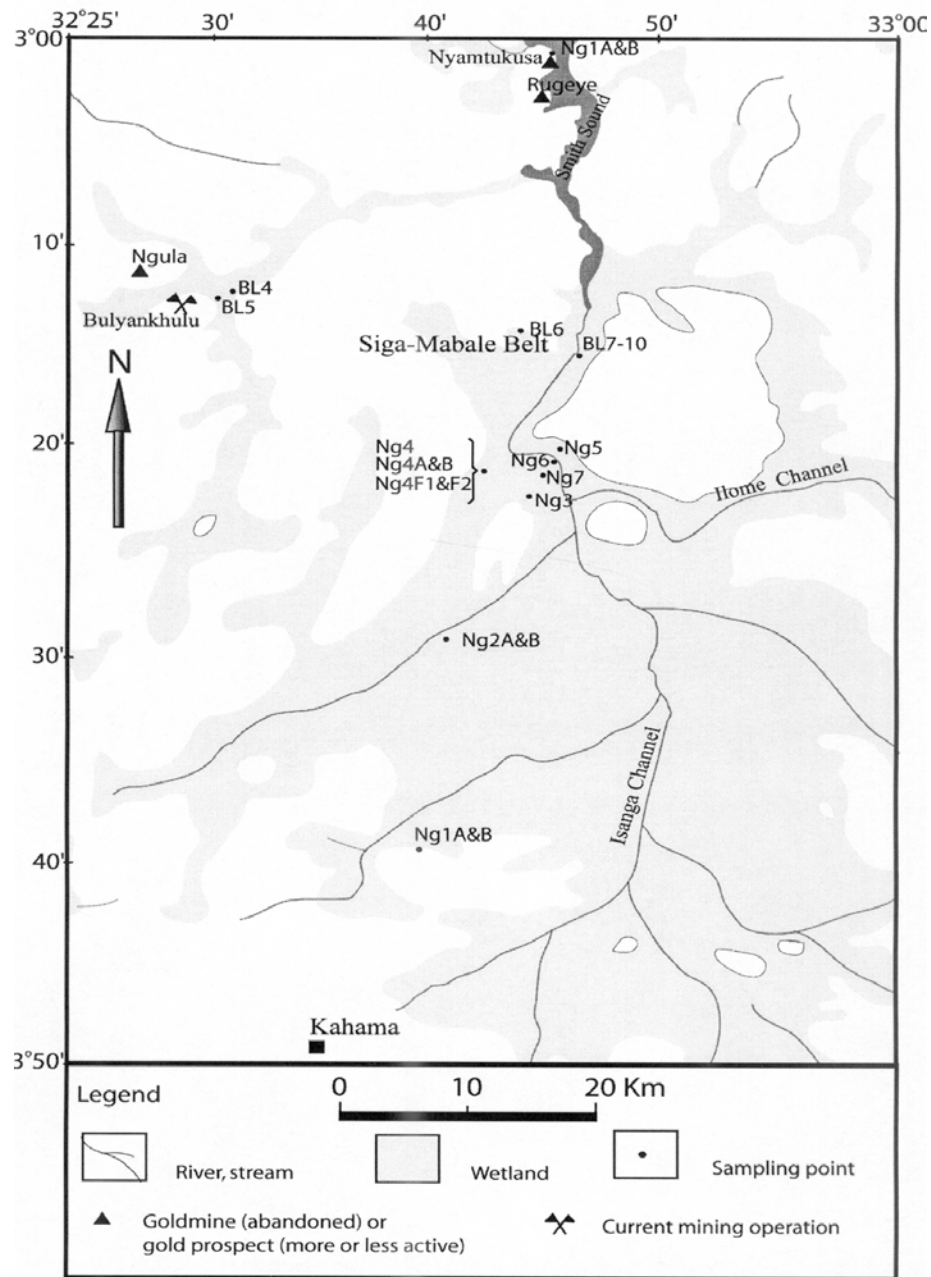 32°25' 30' 40' 50' 33°00'
3°00'
Nyamtukusa Ng1A&B
Rugeye
Smith Sound
10'
Ngula
BL4
BL5
Bulyankhulu
BL6
Siga-Mabale Belt
BL7-10
N
20'
Ng4
Ng4A&B
Ng4F1&F2
Ng5
Ng6
Ng7
Ng3
Ilome Channel
Ng2A&B
30'
Isanga Channel
Ng1A&B
40'
Kahama
3°50'
Legend
0 10 20 Km
River, stream
Wetland
Sampling point
Goldmine (abandoned) or
gold prospect (more or less active)
Current mining operation